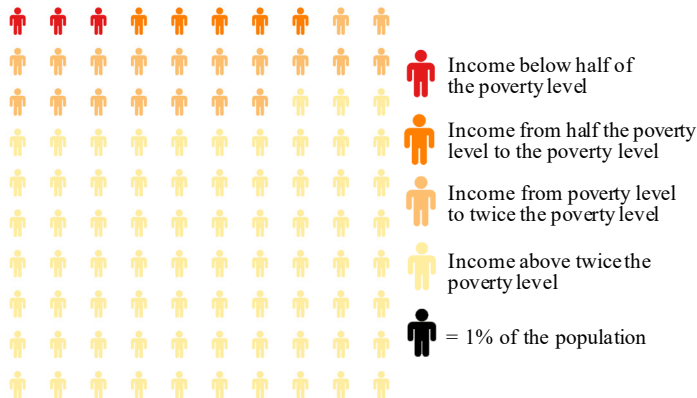 Income below half of
the poverty level
Income from half the poverty
level to the poverty level
Income from poverty level
to twice the poverty level
Income above twice the
poverty level
= 1% of the population